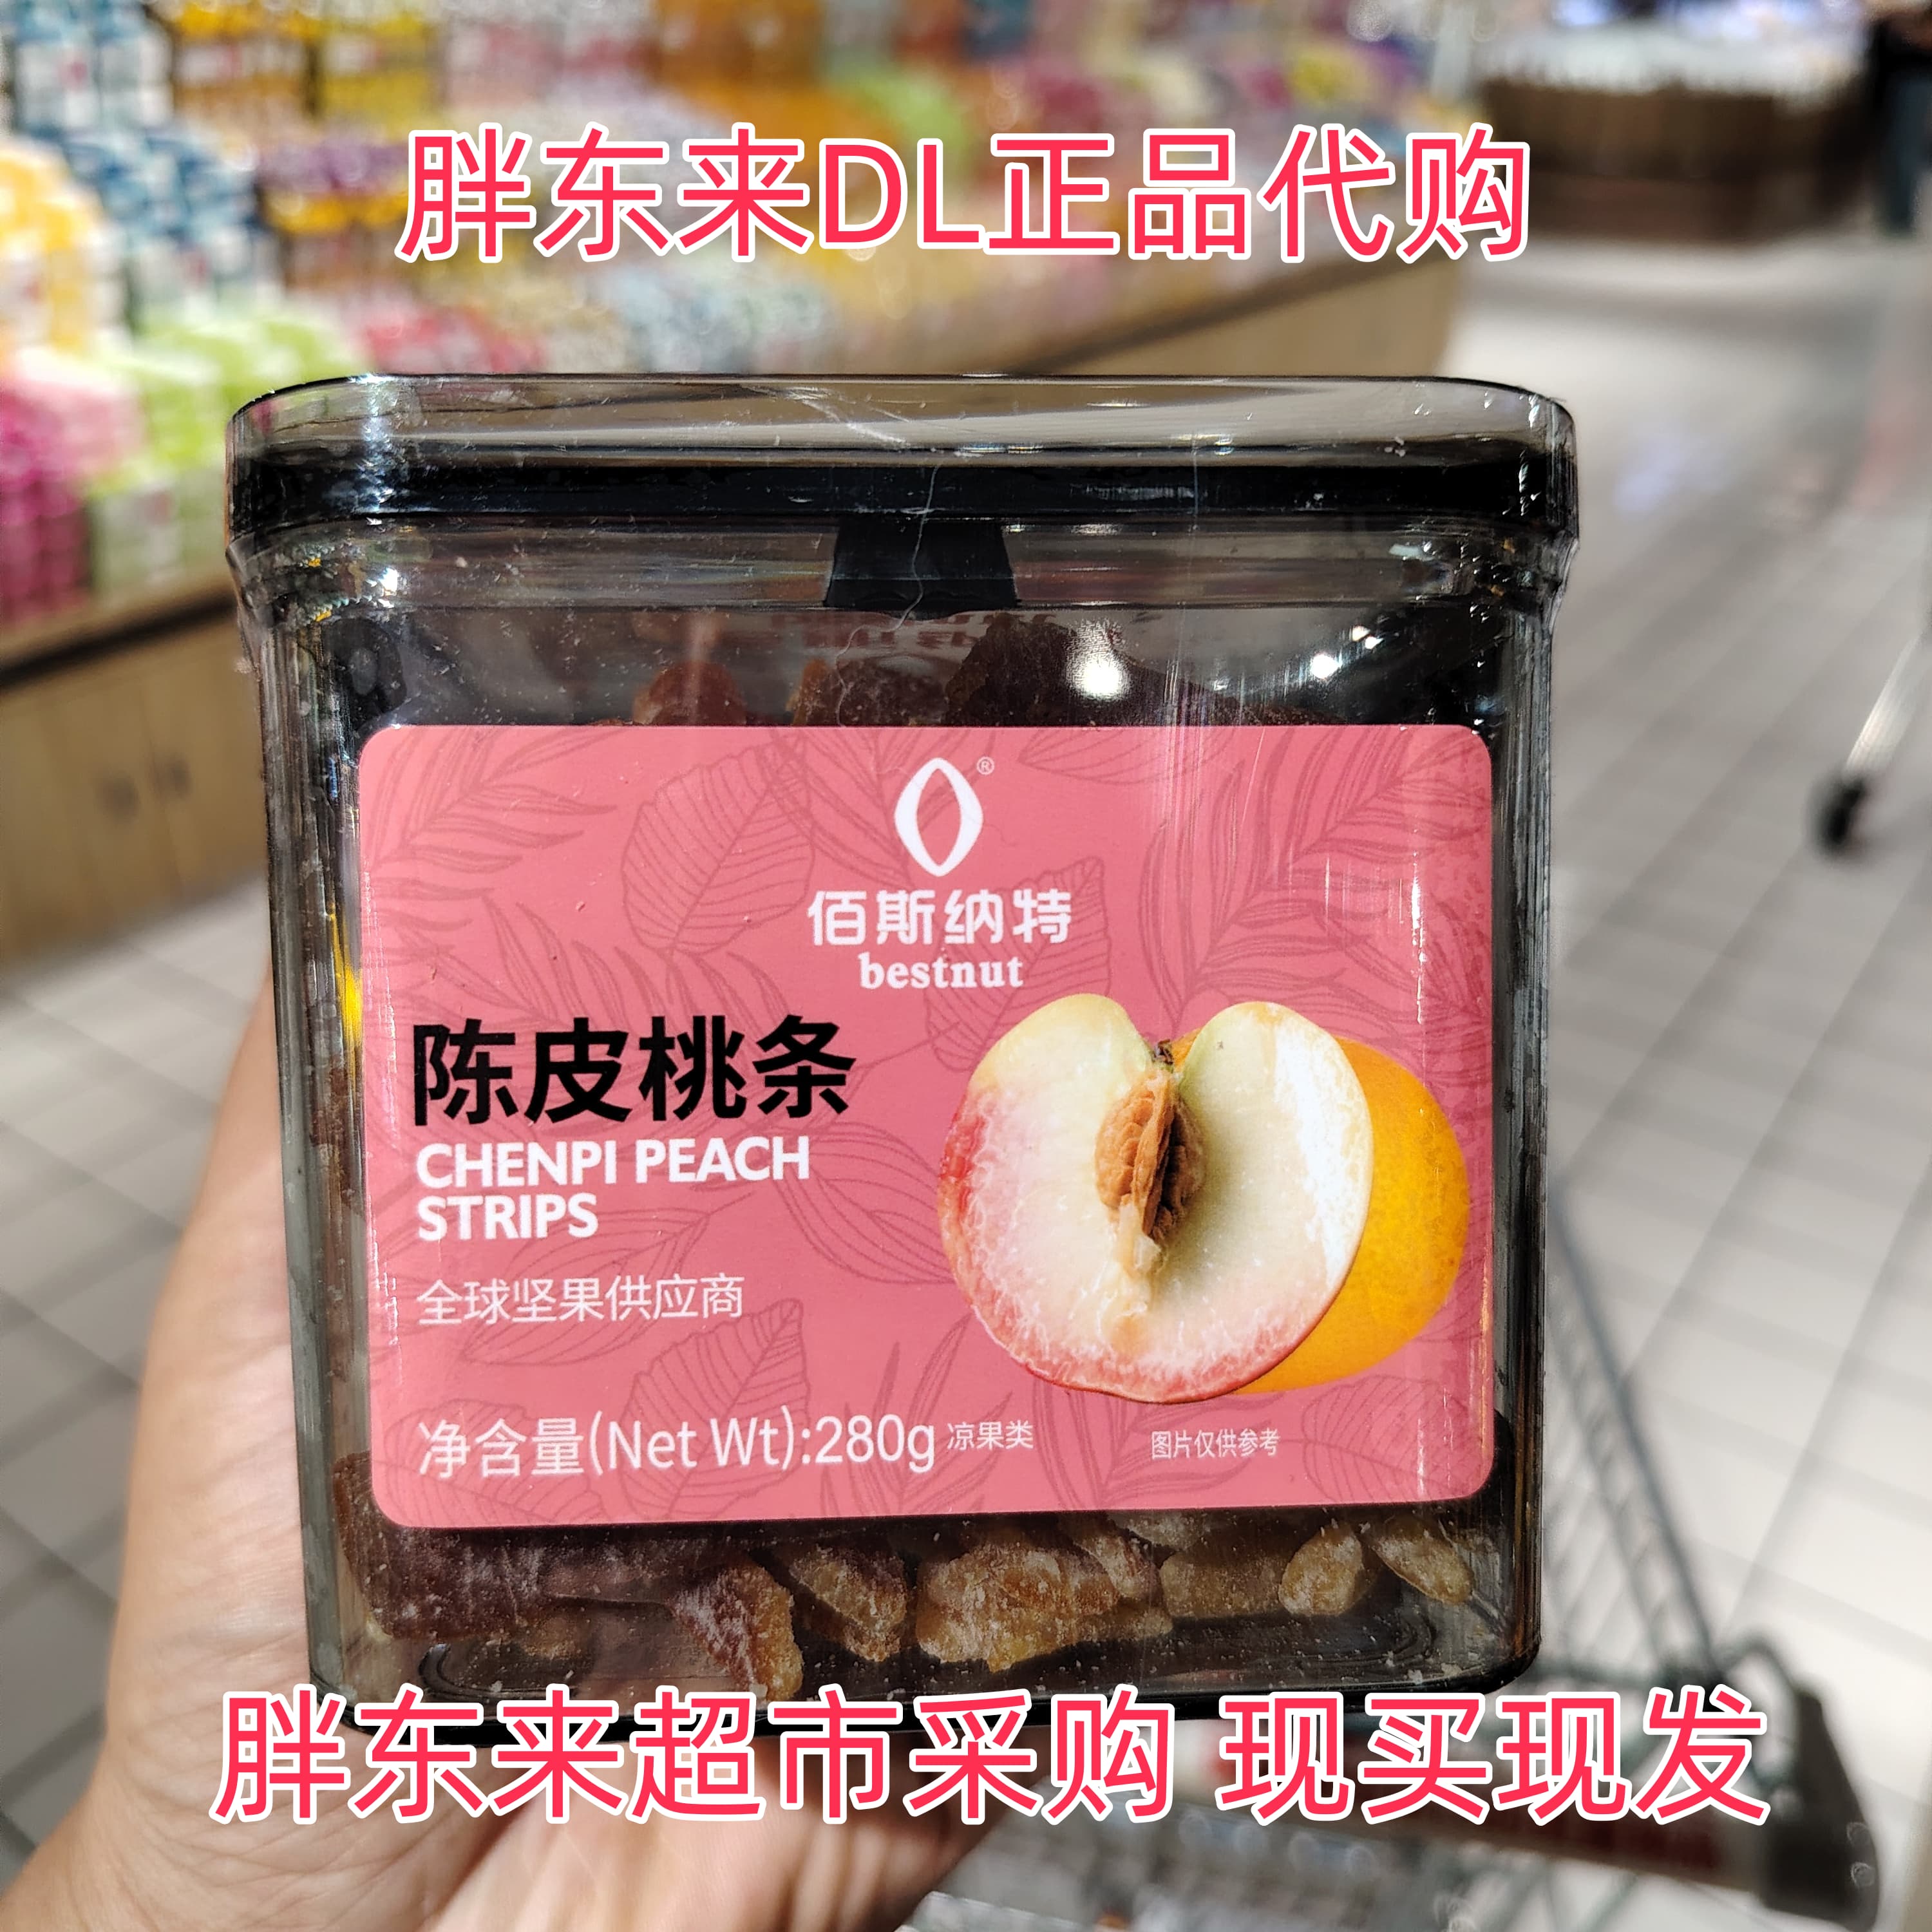 胖东来DL正品代购
®
佰斯纳特
bestnut
陈皮桃条
CHENPI PEACH
STRIPS
全球坚果供应商
净含量(Net Wt):280g 凉果类
图片仅供参考
胖东来超市采购 现买现发